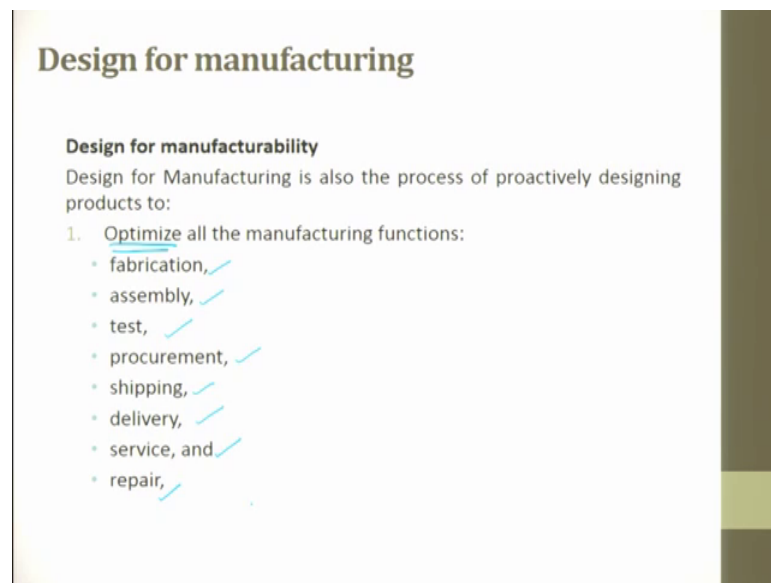 Design for manufacturing
Design for manufacturability
Design for Manufacturing is also the process of proactively designing
products to:
1. Optimize all the manufacturing functions:
• fabrication,
• assembly,
• test,
• procurement,
• shipping,
• delivery,
• service, and
• repair,